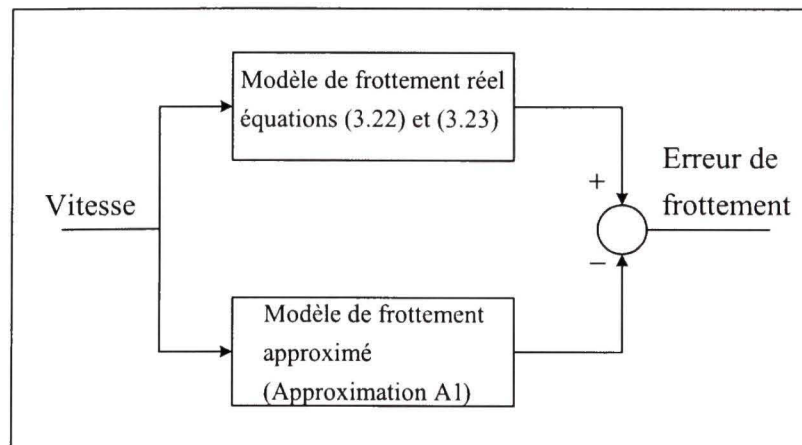 Modèle de frottement réel
équations (3.22) et (3.23)
Erreur de
frottement
+
Vitesse
−
Modèle de frottement
approximé
(Approximation A1)